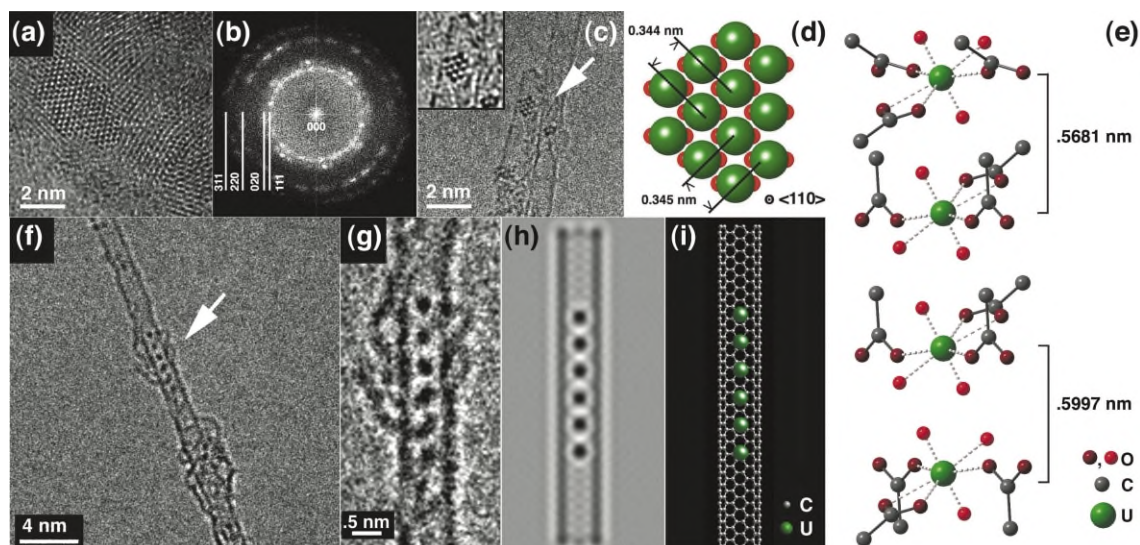 (a)
2 nm
(b)
000
311
220
020
111
(c)
2 nm
0.344 nm
(d)
0.345 nm
<110>
(e)
.5681 nm
.5997 nm
, O
C
U
(f)
4 nm
(g)
.5 nm
(h)
(i)
C
U